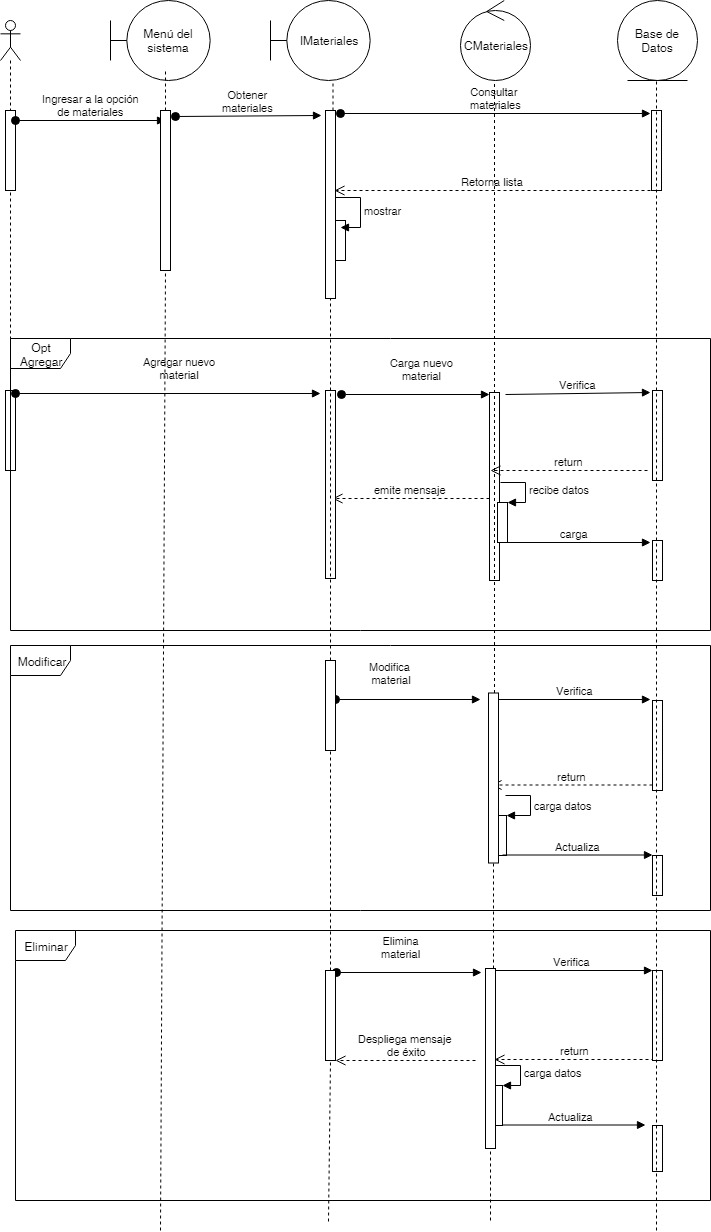 Menú del
sistema
IMateriales
CMateriales
Base de
Datos
Ingresar a la opción
de materiales
Obtener
materiales
Consultar
materiales
Retorna lista
mostrar
Opt
Agregar
Agregar nuevo
material
Carga nuevo
material
Verifica
return
emite mensaje
recibe datos
carga
Modificar
Modifica
material
Verifica
return
carga datos
Actualiza
Eliminar
Elimina
material
Verifica
Despliega mensaje
de éxito
return
carga datos
Actualiza